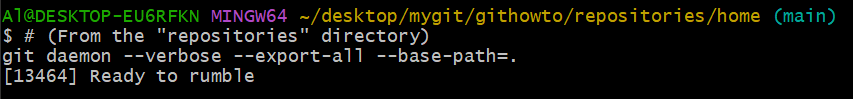 Al@DESKTOP-EU6RFKN MINGW64 ~/desktop/mygit/githowto/repositories/home (main)
$ # (From the "repositories" directory)
git daemon --verbose --export-all --base-path=.
[13464] Ready to rumble